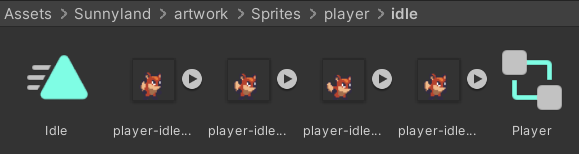 Assets > Sunnyland > artwork > Sprites > player > idle
Idle player-idle... player-idle... player-idle... player-idle... Player